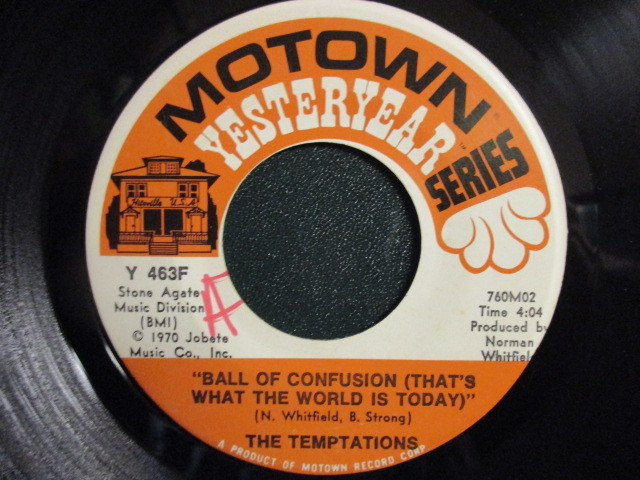 MOTOWN
YESTERYEAR
SERIES
Hitsville U.S.A
Y 463F
Stone Agate
Music Division
(BMI)
© 1970 Jobete
Music Co., Inc.
A
760M02
Time 4:04
Produced by
Norman
Whitfield
"BALL OF CONFUSION (THAT'S
WHAT THE WORLD IS TODAY)"
(N. Whitfield, B. Strong)
THE TEMPTATIONS
A PRODUCT OF MOTOWN RECORD CORP